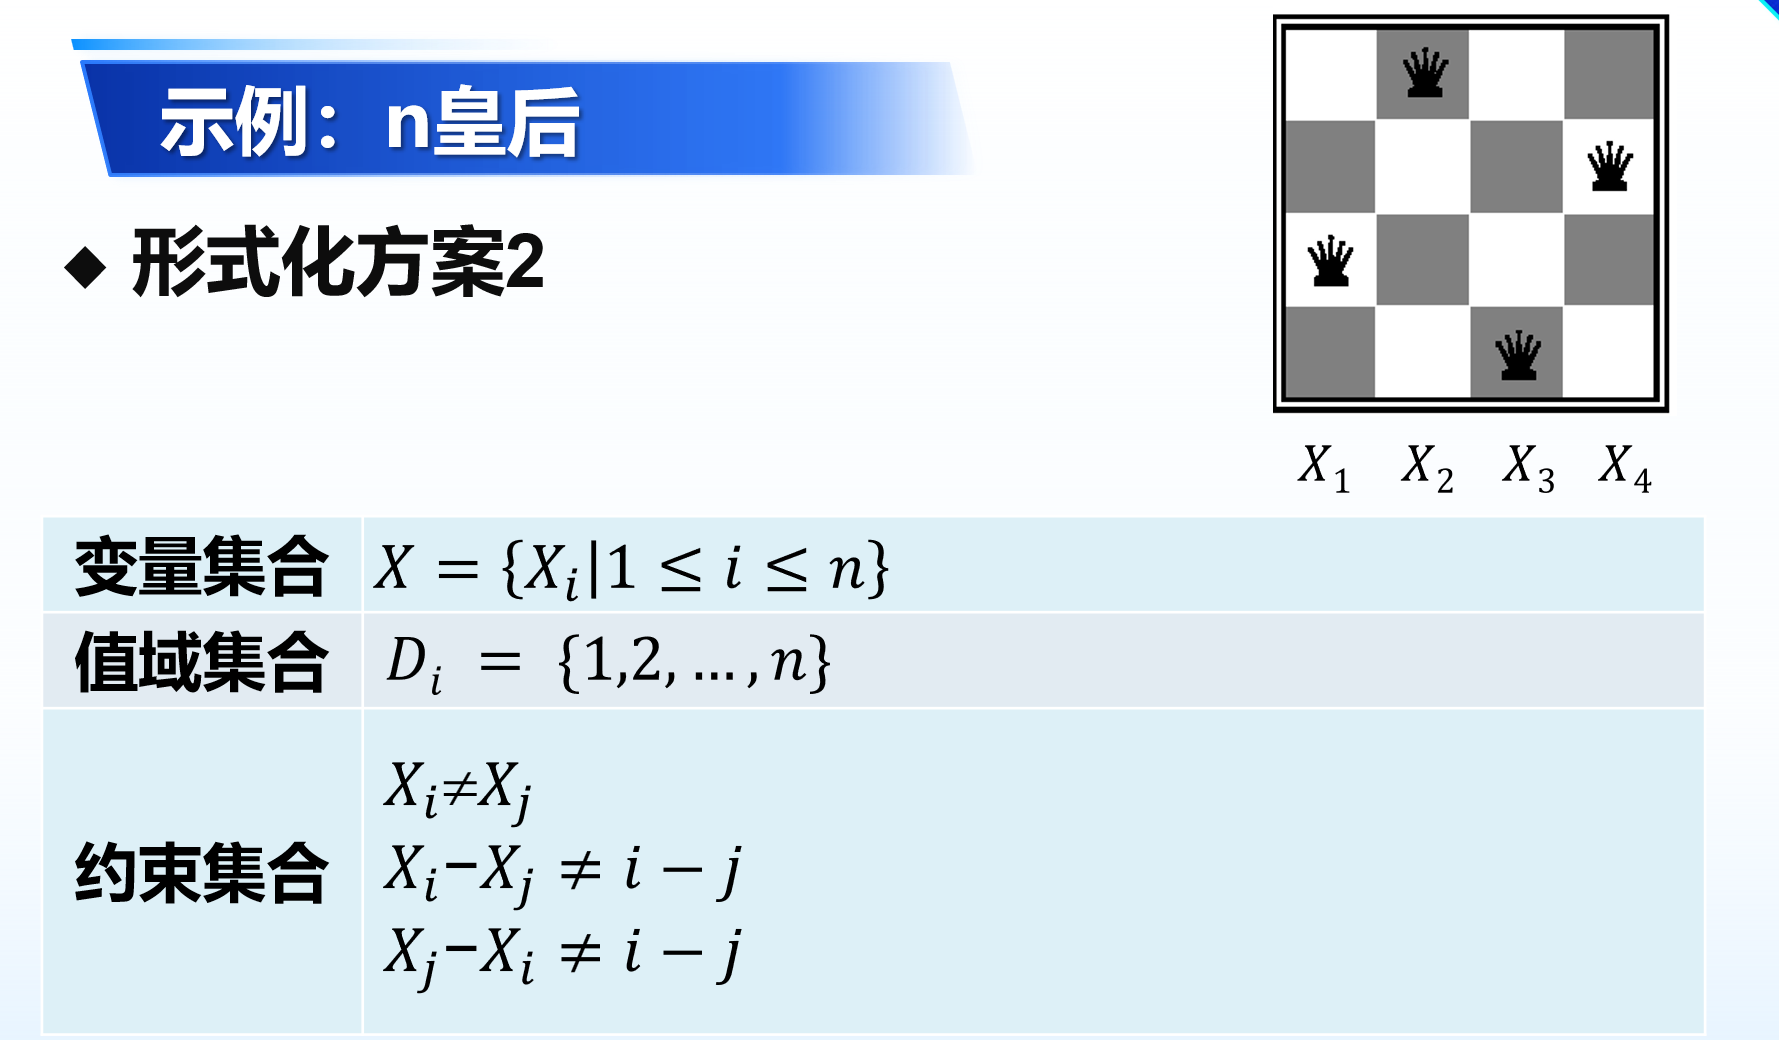 示例：n皇后
◆ 形式化方案2
X₁ X₂ X₃ X₄
变量集合 X = {Xᵢ|1 ≤ i ≤ n}
值域集合 Dᵢ = {1,2, … , n}
约束集合
Xᵢ≠Xⱼ
Xᵢ−Xⱼ ≠ i − j
Xⱼ−Xᵢ ≠ i − j